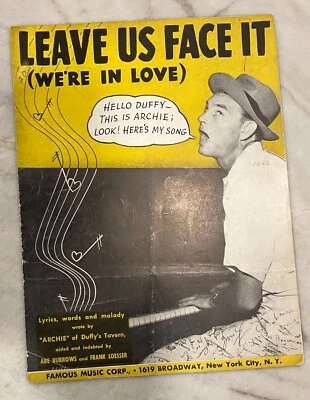 LEAVE US FACE IT
(WE'RE IN LOVE)
HELLO DUFFY—
THIS IS ARCHIE;
LOOK! HERE'S MY SONG
Lyrics, words and melody
wrote by
"ARCHIE" of Duffy's Tavern,
aided and indebted by
ABE BURROWS and FRANK LOESSER
FAMOUS MUSIC CORP., • 1619 BROADWAY, New York City, N. Y.